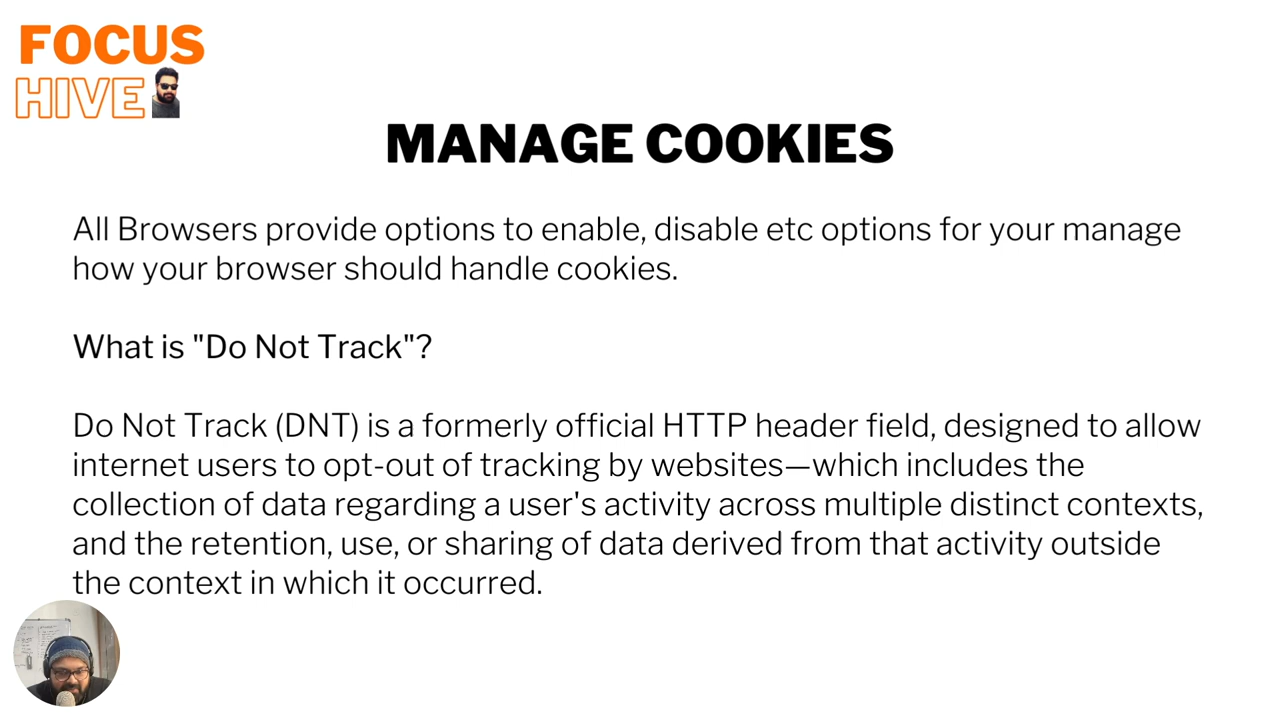 FOCUS
HIVE
MANAGE COOKIES
All Browsers provide options to enable, disable etc options for your manage
how your browser should handle cookies.
What is "Do Not Track"?
Do Not Track (DNT) is a formerly official HTTP header field, designed to allow
internet users to opt-out of tracking by websites—which includes the
collection of data regarding a user's activity across multiple distinct contexts,
and the retention, use, or sharing of data derived from that activity outside
the context in which it occurred.